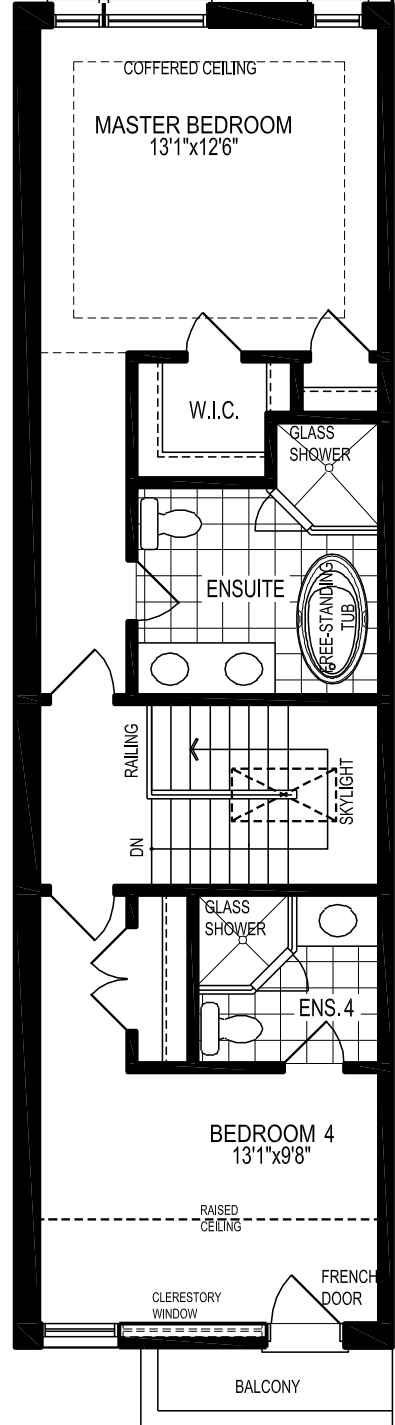 COFFERED CEILING
MASTER BEDROOM
13'1"x12'6"
W.I.C.
GLASS
SHOWER
ENSUITE
FREE-STANDING
TUB
RAILING
SKYLIGHT
DN
GLASS
SHOWER
ENS. 4
BEDROOM 4
13'1"x9'8"
RAISED
CEILING
FRENCH
DOOR
CLERESTORY
WINDOW
BALCONY